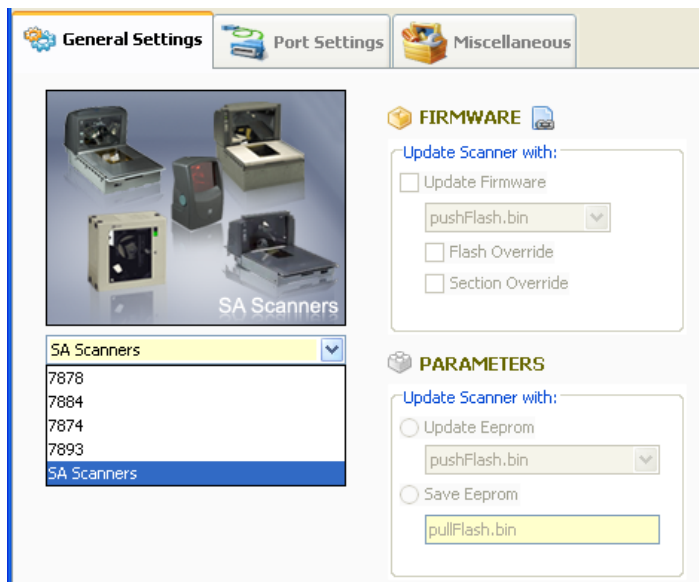 General Settings
Port Settings
Miscellaneous
SA Scanners
SA Scanners
7878
7884
7874
7893
SA Scanners
FIRMWARE
Update Scanner with:
Update Firmware
pushFlash.bin
Flash Override
Section Override
PARAMETERS
Update Scanner with:
Update Eeprom
pushFlash.bin
Save Eeprom
pullFlash.bin